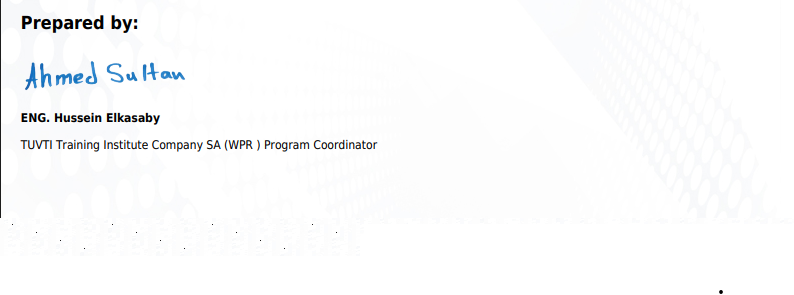 Prepared by:
Ahmed Sultan
ENG. Hussein Elkasaby
TUVTI Training Institute Company SA (WPR ) Program Coordinator